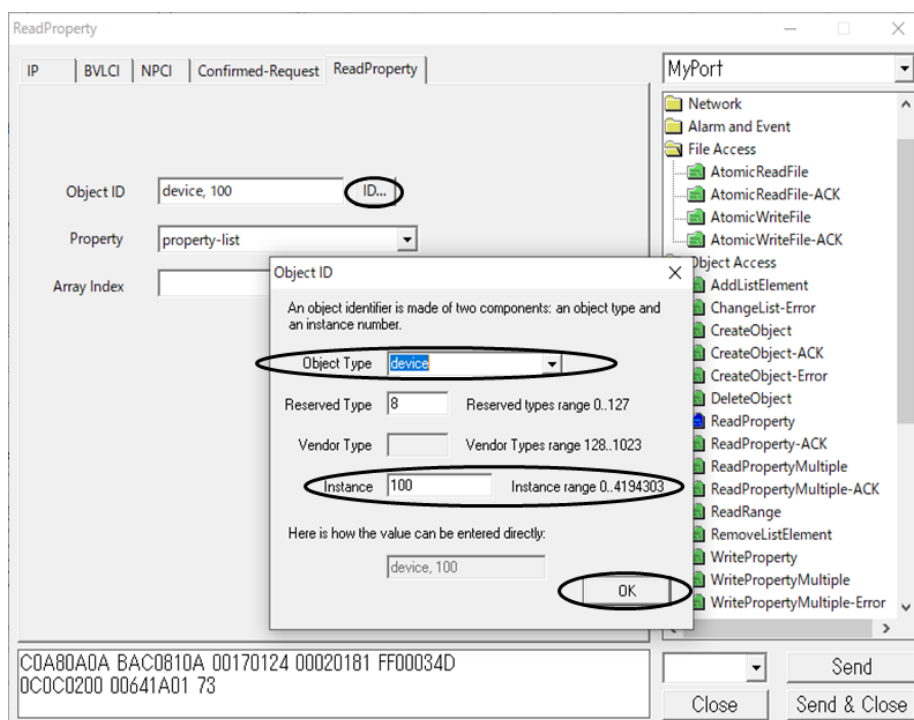 ReadProperty
IP BVLCI NPCI Confirmed-Request ReadProperty
Object ID device, 100 ID...
Property property-list
Array Index
Object ID
An object identifier is made of two components: an object type and
an instance number.
Object Type device
Reserved Type 8 Reserved types range 0..127
Vendor Type Vendor Types range 128..1023
Instance 100 Instance range 0..4194303
Here is how the value can be entered directly:
device, 100
OK
MyPort
Network
Alarm and Event
File Access
AtomicReadFile
AtomicReadFile-ACK
AtomicWriteFile
AtomicWriteFile-ACK
Object Access
AddListElement
ChangeList-Error
CreateObject
CreateObject-ACK
CreateObject-Error
DeleteObject
ReadProperty
ReadProperty-ACK
ReadPropertyMultiple
ReadPropertyMultiple-ACK
ReadRange
RemoveListElement
WriteProperty
WritePropertyMultiple
WritePropertyMultiple-Error
C0A80A0A BAC0810A 00170124 00020181 FF00034D
0C0C0200 00641A01 73
Send
Close Send & Close